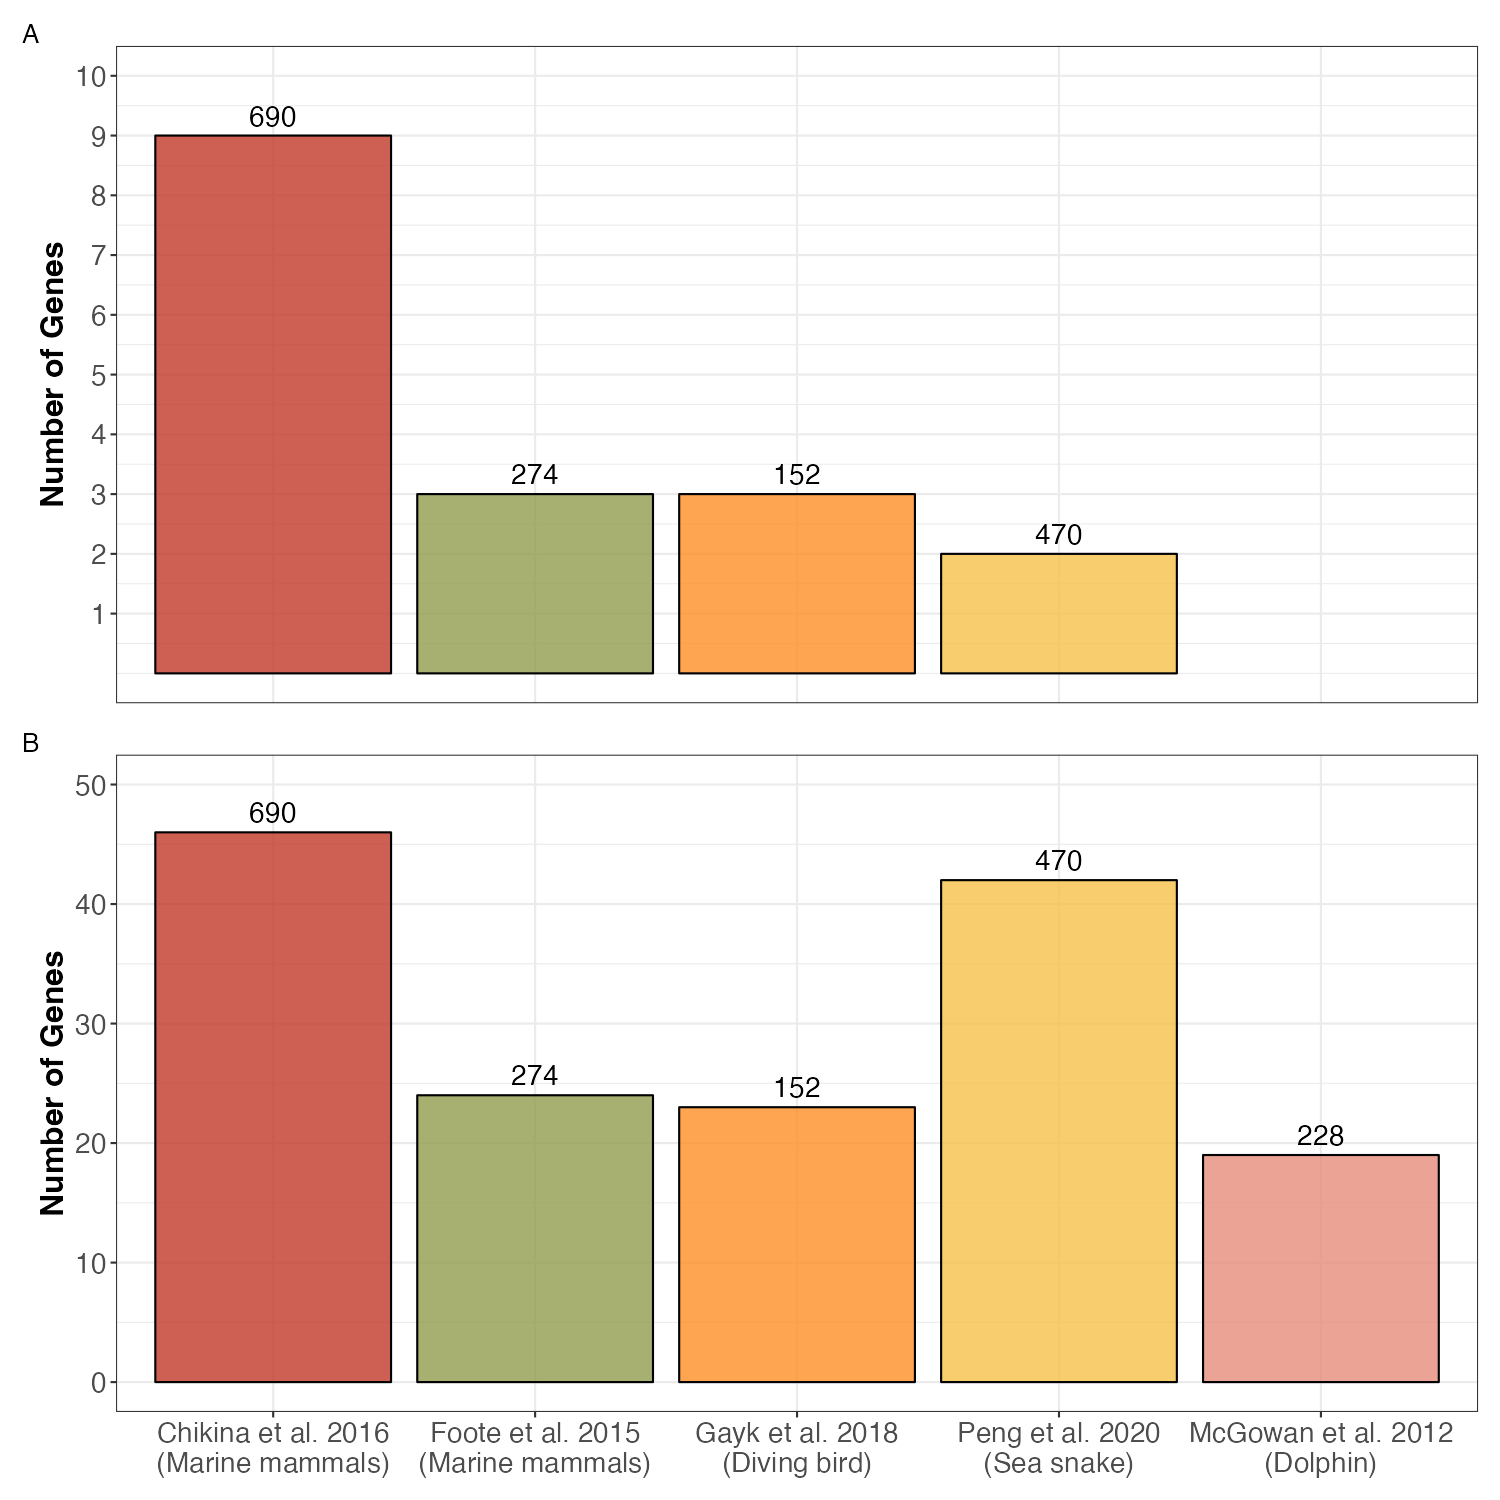 A
Number of Genes
10
9
8
7
6
5
4
3
2
1
690
274
152
470
B
Number of Genes
50
40
30
20
10
0
690
274
152
470
228
Chikina et al. 2016
(Marine mammals)
Foote et al. 2015
(Marine mammals)
Gayk et al. 2018
(Diving bird)
Peng et al. 2020
(Sea snake)
McGowan et al. 2012
(Dolphin)